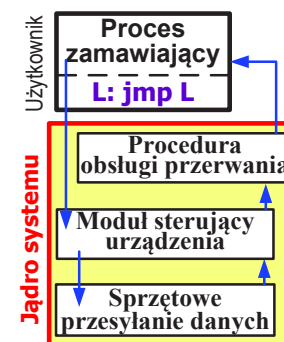 Użytkownik
Proces
zamawiający
L: jmp L
Jądro systemu
Procedura
obsługi przerwania
Moduł sterujący
urządzenia
Sprzętowe
przesyłanie danych